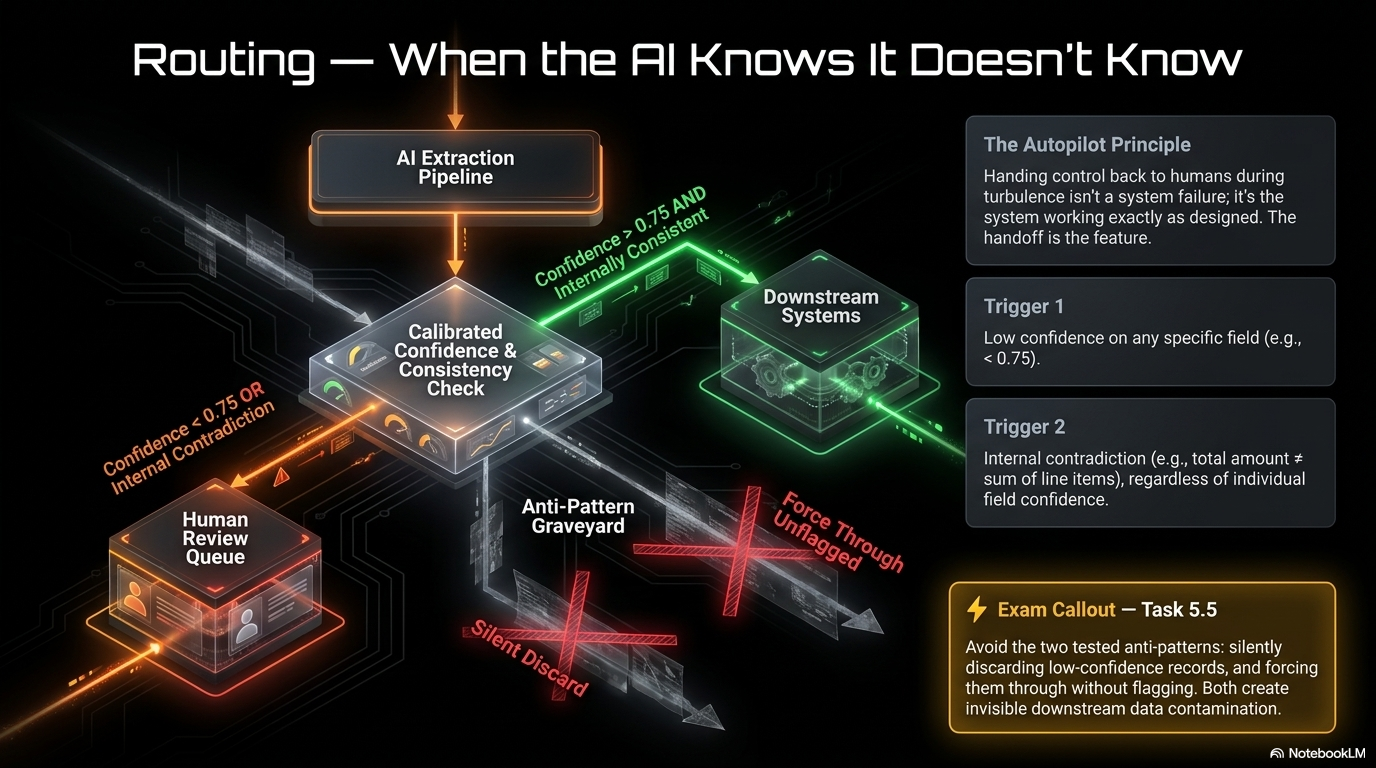 Routing — When the AI Knows It Doesn't Know
AI Extraction
Pipeline
Confidence > 0.75 AND
Internally Consistent
Downstream
Systems
Calibrated
Confidence &
Consistency
Check
Confidence < 0.75 OR
Internal Contradiction
Human
Review
Queue
Anti-Pattern
Graveyard
Force Through
Unflagged
Silent Discard
The Autopilot Principle
Handing control back to humans during
turbulence isn't a system failure; it's the
system working exactly as designed. The
handoff is the feature.
Trigger 1
Low confidence on any specific field (e.g.,
< 0.75).
Trigger 2
Internal contradiction (e.g., total amount ≠
sum of line items), regardless of individual
field confidence.
Exam Callout — Task 5.5
Avoid the two tested anti-patterns: silently
discarding low-confidence records, and forcing
them through without flagging. Both create
invisible downstream data contamination.
NotebookLM